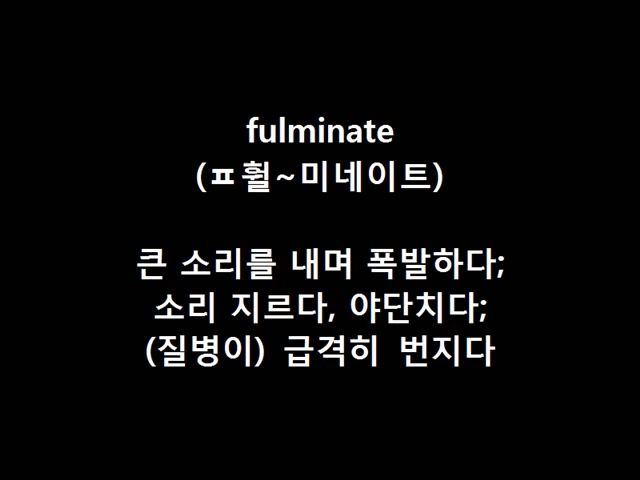 fulminate
(ㅍ휠~미네이트)
큰 소리를 내며 폭발하다;
소리 지르다, 야단치다;
(질병이) 급격히 번지다